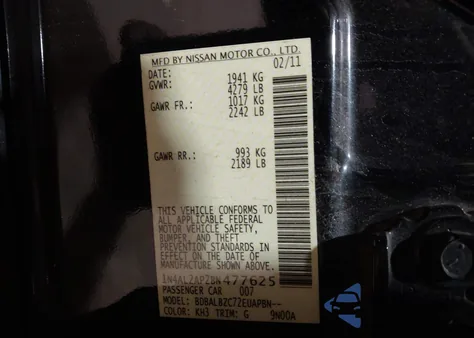 MFD BY NISSAN MOTOR CO., LTD.
DATE: 02/11
GVWR: 1941 KG
4279 LB
GAWR FR.: 1017 KG
2242 LB
GAWR RR.: 993 KG
2189 LB
THIS VEHICLE CONFORMS TO
ALL APPLICABLE FEDERAL
MOTOR VEHICLE SAFETY,
BUMPER, AND THEFT
PREVENTION STANDARDS IN
EFFECT ON THE DATE OF
MANUFACTURE SHOWN ABOVE.
1N4AL2AP2BN477625
PASSENGER CAR 007
MODEL: BDBALB2C72EUAPBN--
COLOR: KH3 TRIM: G 9N00A